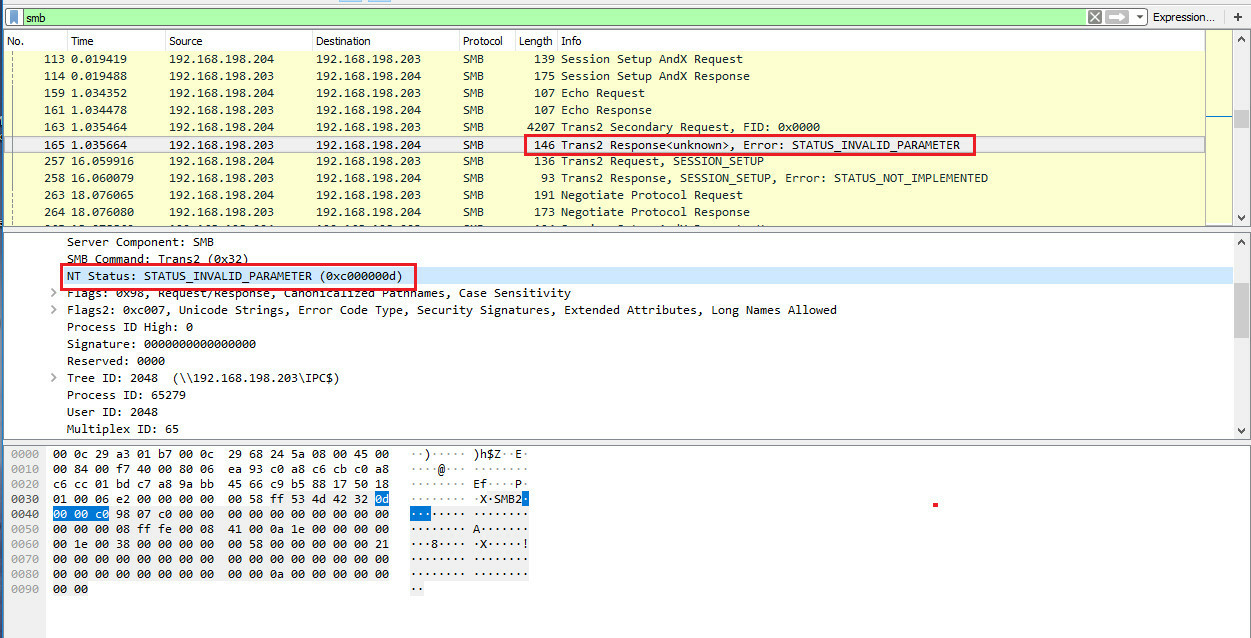 smb Expression... +
No. Time Source Destination Protocol Length Info
113 0.019419 192.168.198.204 192.168.198.203 SMB 139 Session Setup AndX Request
114 0.019488 192.168.198.203 192.168.198.204 SMB 175 Session Setup AndX Response
159 1.034352 192.168.198.204 192.168.198.203 SMB 107 Echo Request
161 1.034478 192.168.198.203 192.168.198.204 SMB 107 Echo Response
163 1.035464 192.168.198.204 192.168.198.203 SMB 4207 Trans2 Secondary Request, FID: 0x0000
165 1.035664 192.168.198.203 192.168.198.204 SMB 146 Trans2 Response<unknown>, Error: STATUS_INVALID_PARAMETER
257 16.059916 192.168.198.204 192.168.198.203 SMB 136 Trans2 Request, SESSION_SETUP
258 16.060079 192.168.198.203 192.168.198.204 SMB 93 Trans2 Response, SESSION_SETUP, Error: STATUS_NOT_IMPLEMENTED
263 18.076065 192.168.198.204 192.168.198.203 SMB 191 Negotiate Protocol Request
264 18.076080 192.168.198.203 192.168.198.204 SMB 173 Negotiate Protocol Response
Server Component: SMB
SMB Command: Trans2 (0x32)
NT Status: STATUS_INVALID_PARAMETER (0xc000000d)
Flags: 0x98, Request/Response, Canonicalized Pathnames, Case Sensitivity
Flags2: 0xc007, Unicode Strings, Error Code Type, Security Signatures, Extended Attributes, Long Names Allowed
Process ID High: 0
Signature: 0000000000000000
Reserved: 0000
Tree ID: 2048 (\\192.168.198.203\IPC$)
Process ID: 65279
User ID: 2048
Multiplex ID: 65
0000 00 0c 29 a3 01 b7 00 0c 29 68 24 5a 08 00 45 00 ··)····· )h$Z··E·
0010 00 84 00 f7 40 00 80 06 ea 93 c0 a8 c6 cb c0 a8 ····@··· ········
0020 c6 cc 01 bd c7 a8 9a bb 45 66 c9 b5 88 17 50 18 ········ Ef····P·
0030 01 00 06 e2 00 00 00 00 00 58 ff 53 4d 42 32 0d ········ ·X·SMB2·
0040 00 00 c0 98 07 c0 00 00 00 00 00 00 00 00 00 00 ········ ········
0050 00 00 00 08 ff fe 00 08 41 00 0a 1e 00 00 00 00 ········ A·······
0060 00 1e 00 38 00 00 00 00 00 58 00 00 00 00 00 21 ···8···· ·X·····!
0070 00 00 00 00 00 00 00 00 00 00 00 00 00 00 00 00 ········ ········
0080 00 00 00 00 00 00 00 00 00 00 0a 00 00 00 00 00 ········ ········
0090 00 00 ··